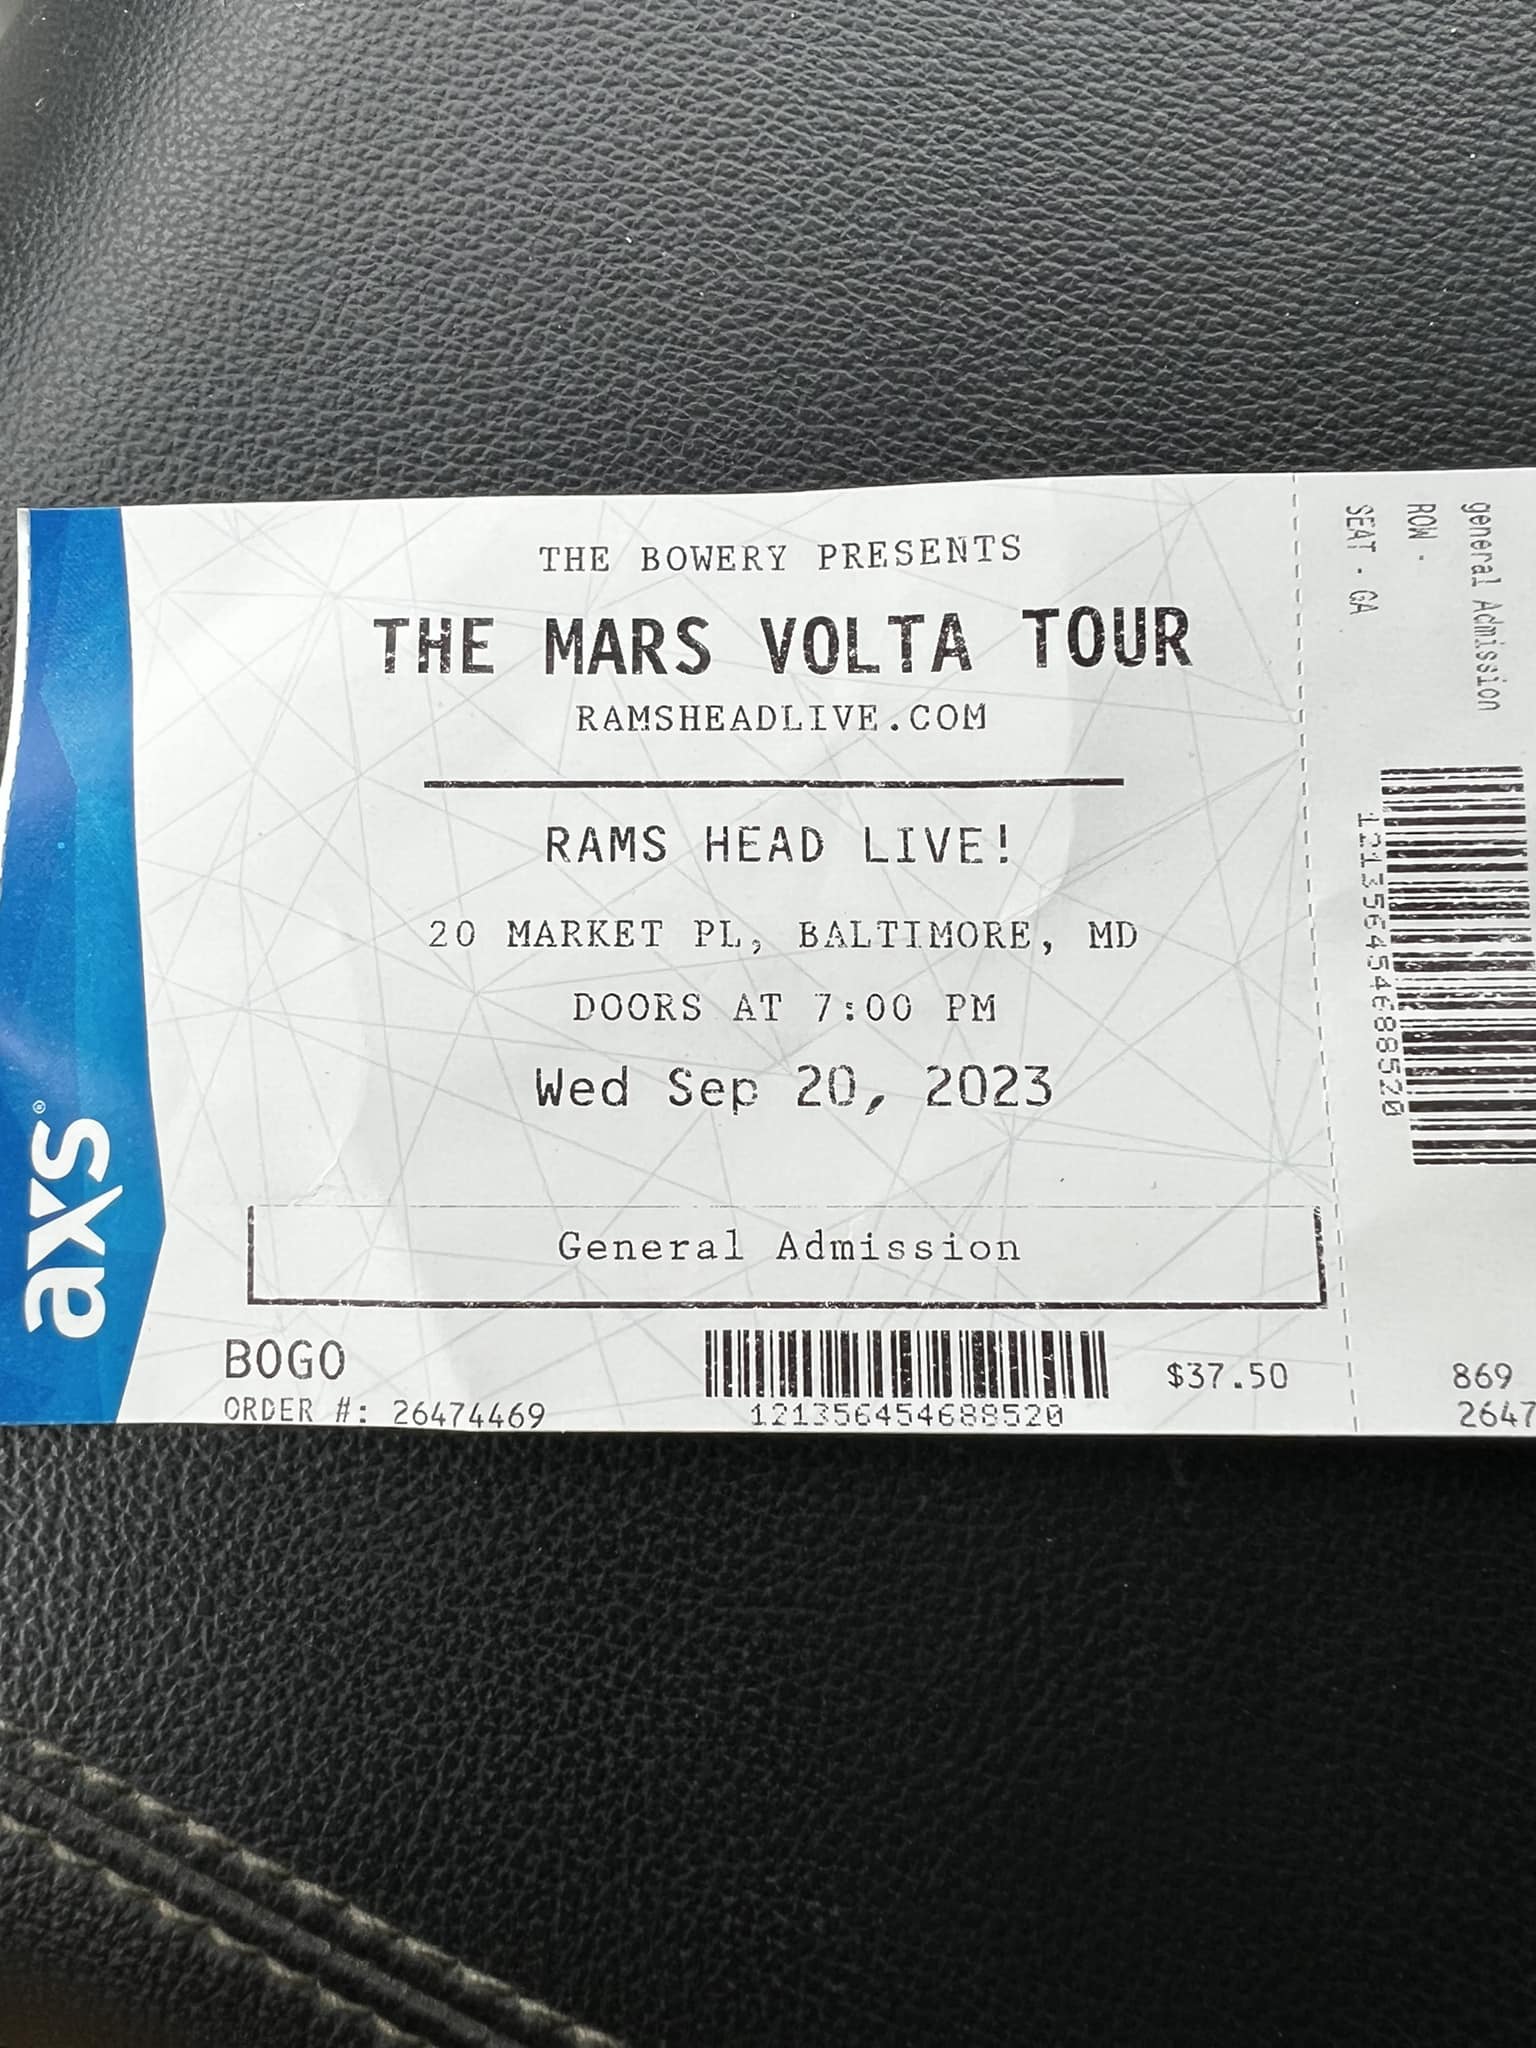 THE BOWERY PRESENTS
THE MARS VOLTA TOUR
RAMSHEADLIVE.COM
RAMS HEAD LIVE!
20 MARKET PL, BALTIMORE, MD
DOORS AT 7:00 PM
Wed Sep 20, 2023
General Admission
BOGO
ORDER #: 26474469
121356454688520
$37.50
axs®
general Admission
ROW -
SEAT - GA
121356454688520
869
2647